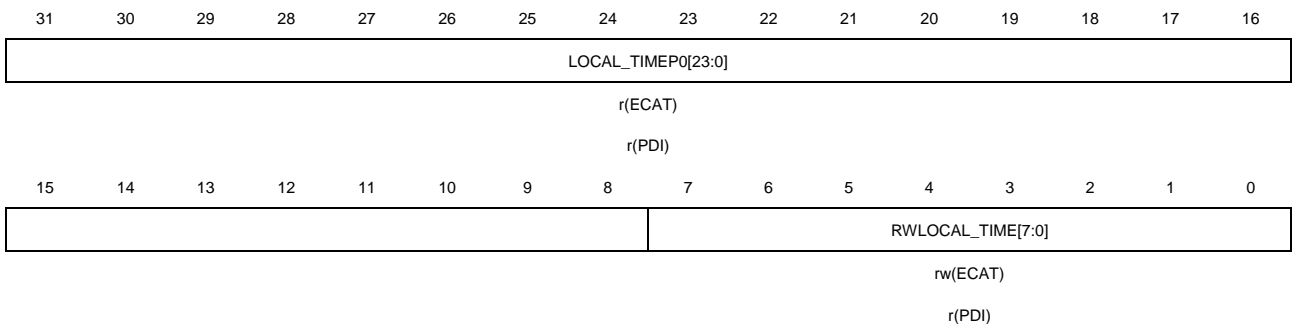 31 30 29 28 27 26 25 24 23 22 21 20 19 18 17 16
LOCAL_TIMEP0[23:0]
r(ECAT)
r(PDI)
15 14 13 12 11 10 9 8 7 6 5 4 3 2 1 0
RWLOCAL_TIME[7:0]
rw(ECAT)
r(PDI)